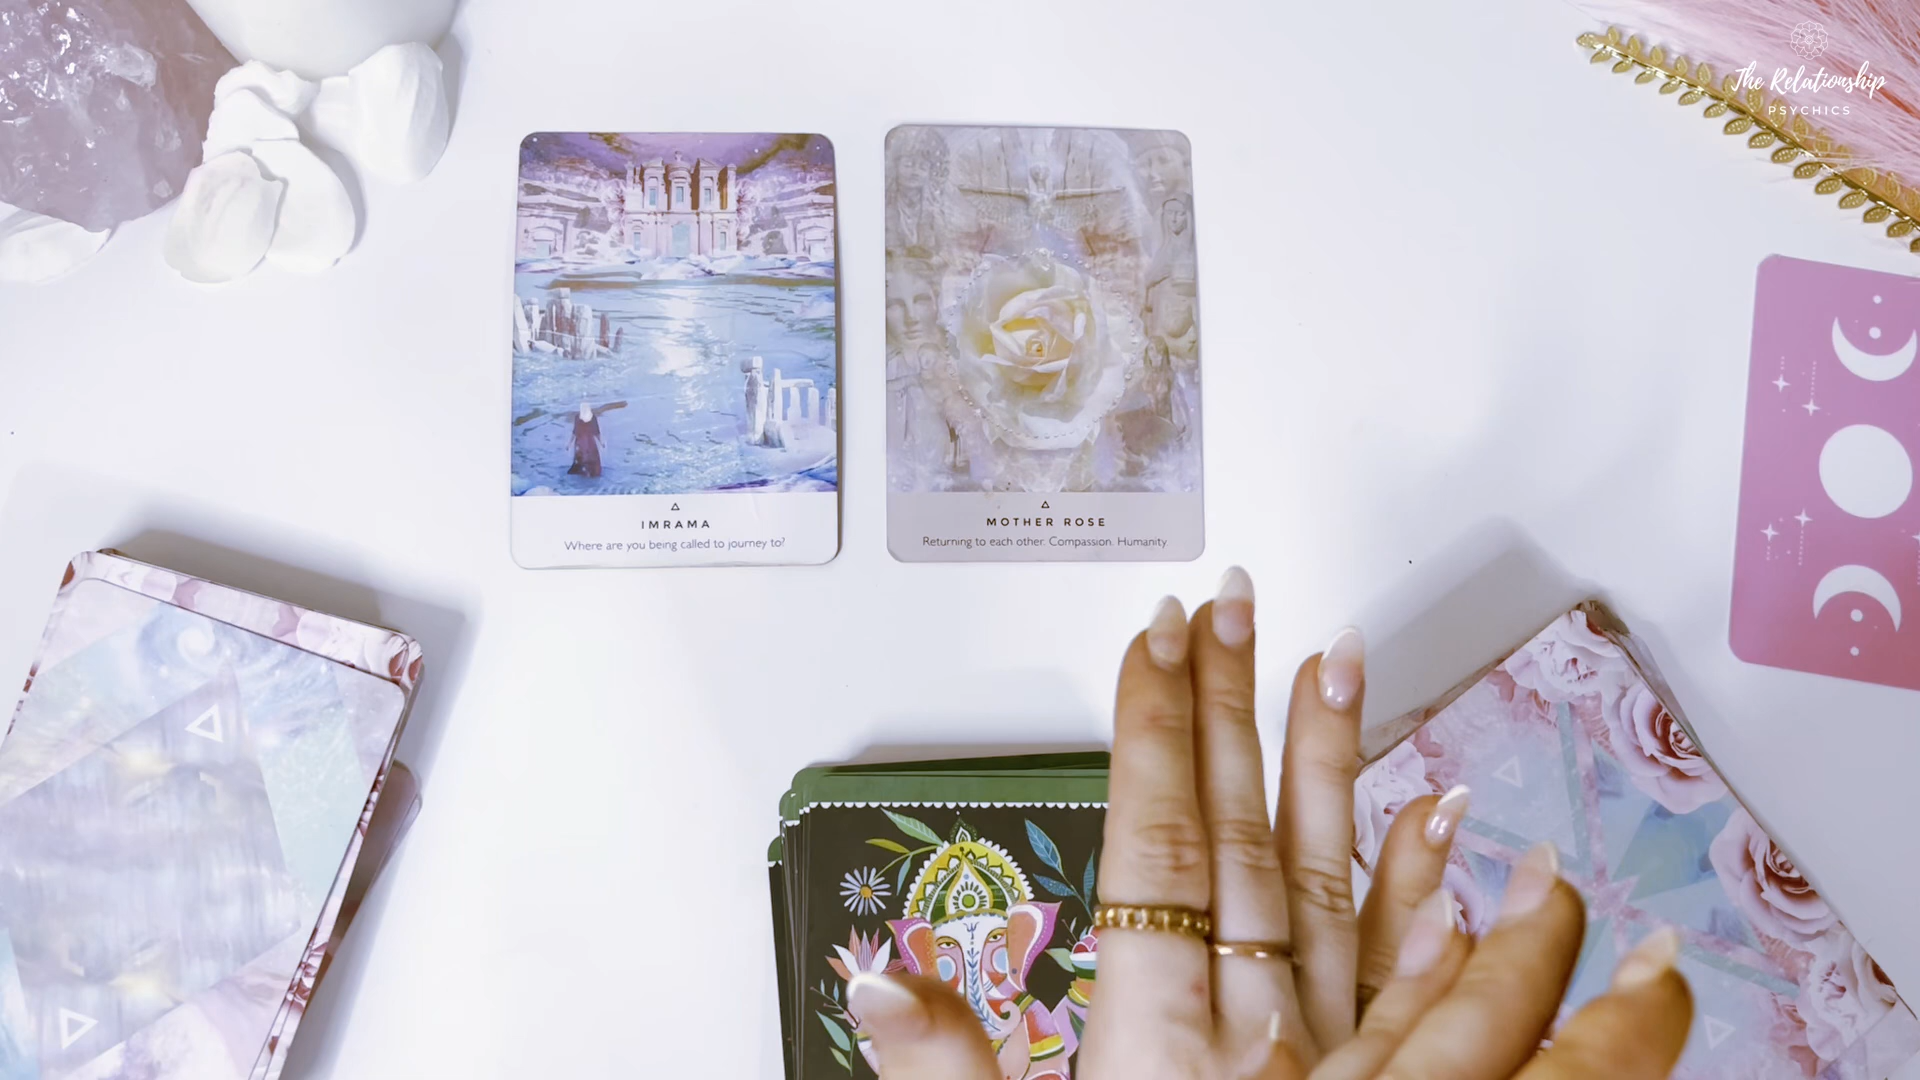 The Relationship
PSYCHICS
IMRAMA
Where are you being called to journey to?
MOTHER ROSE
Returning to each other. Compassion. Humanity